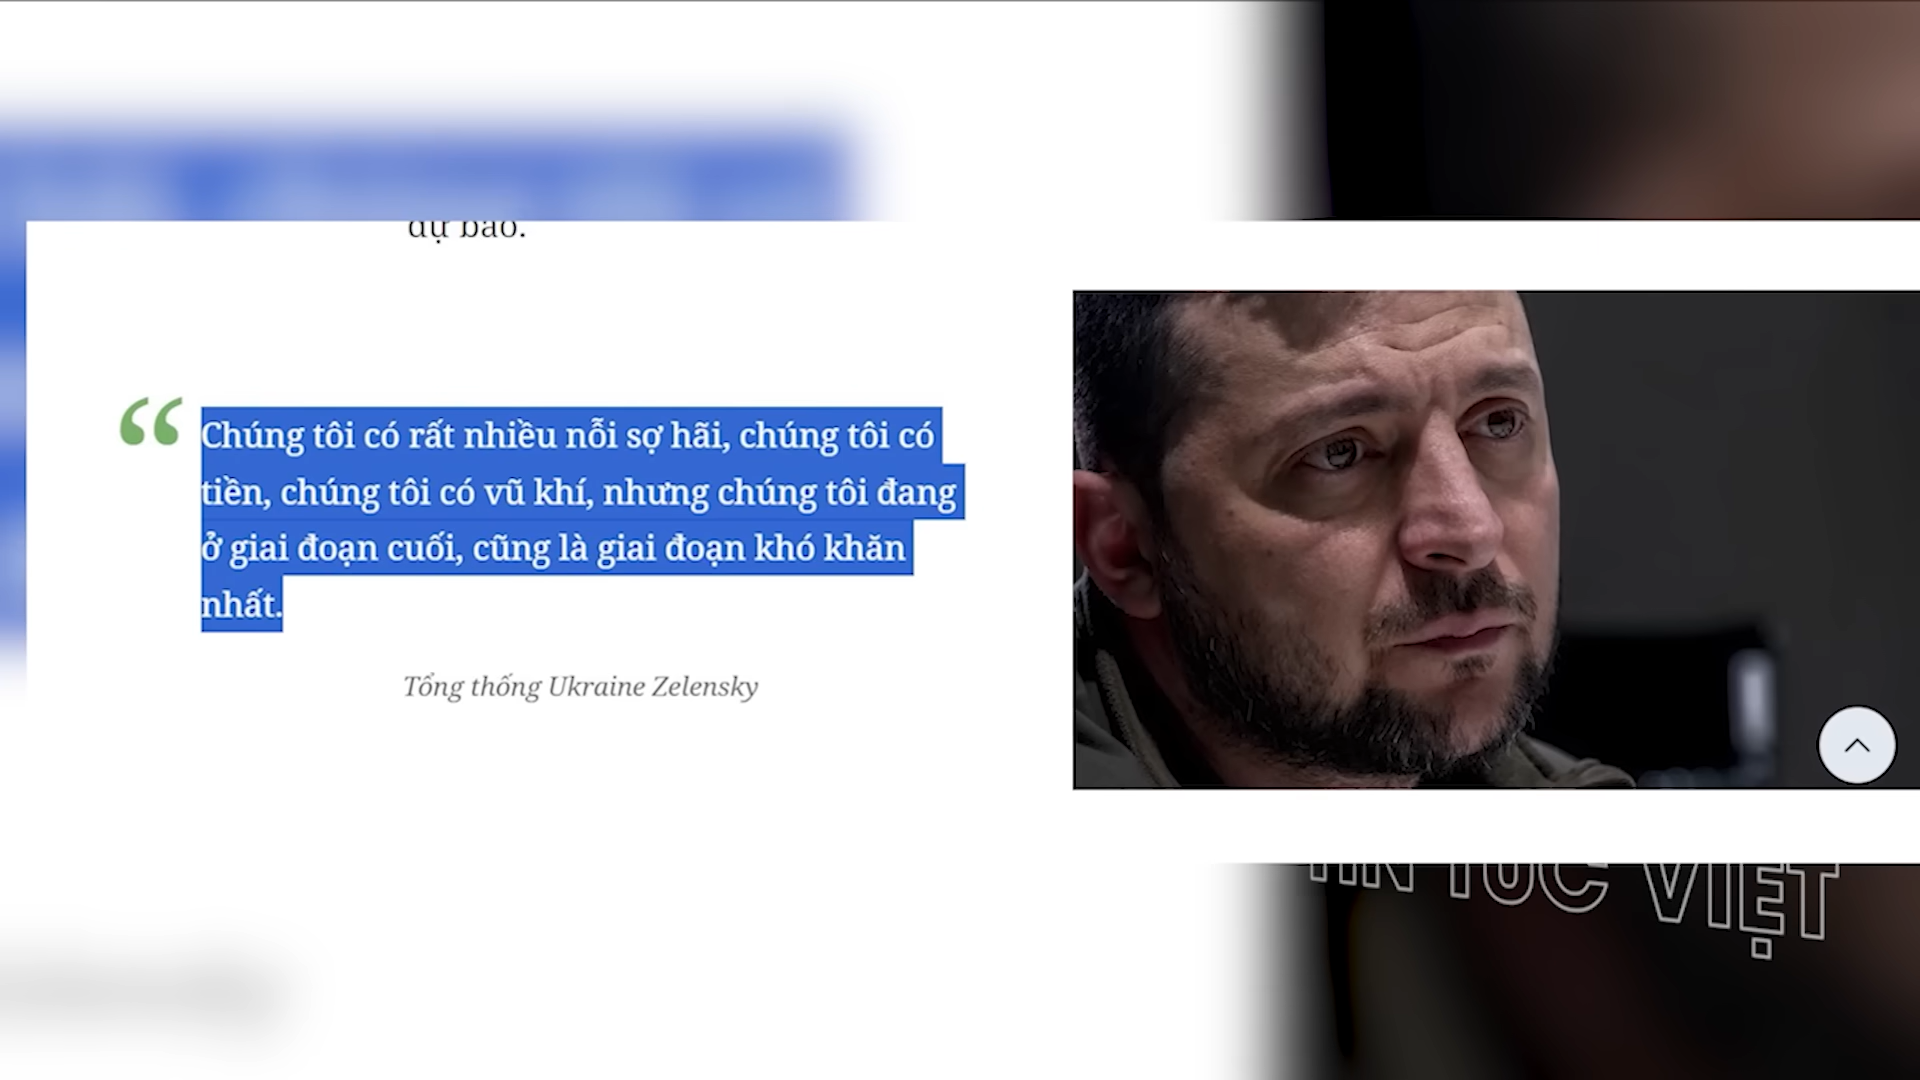 dự báo.
“
Chúng tôi có rất nhiều nỗi sợ hãi, chúng tôi có
tiền, chúng tôi có vũ khí, nhưng chúng tôi đang
ở giai đoạn cuối, cũng là giai đoạn khó khăn
nhất.
Tổng thống Ukraine Zelensky
TIN TỨC VIỆT